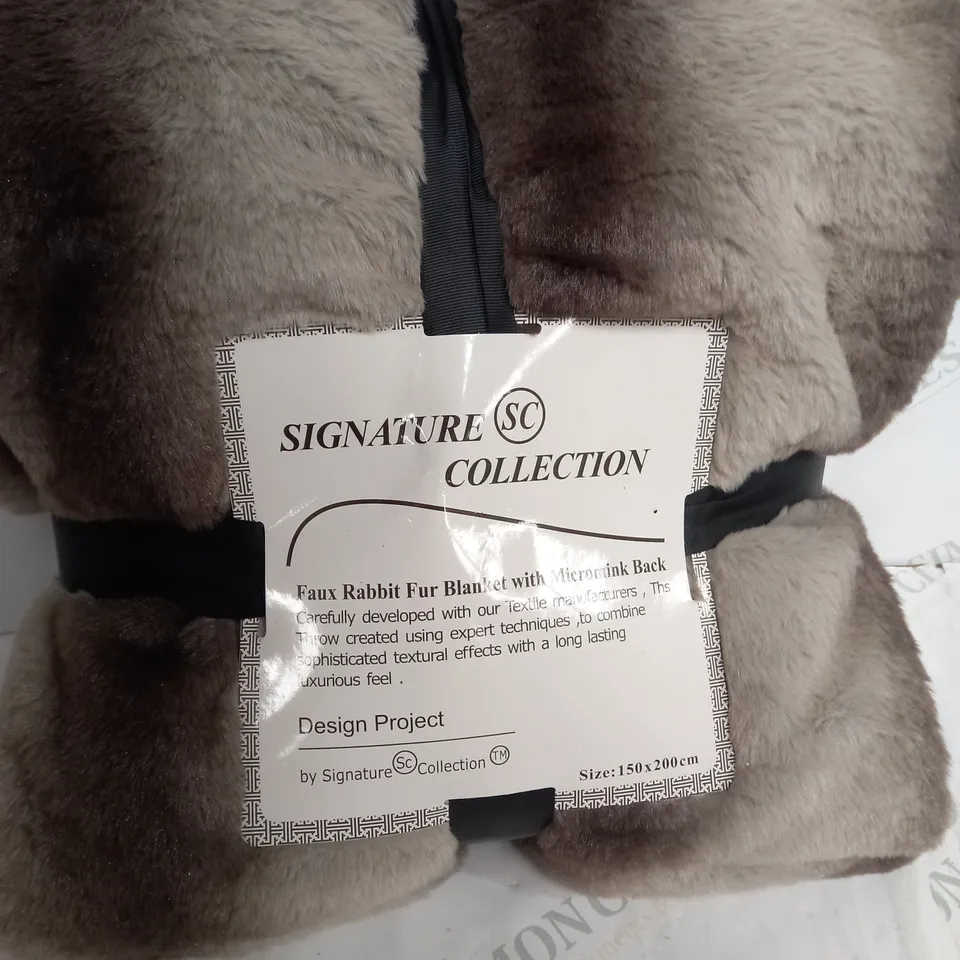 SIGNATURE SC
COLLECTION
Faux Rabbit Fur Blanket with Micromink Back
Carefully developed with our Textile manufacturers , Ths
Throw created using expert techniques ,to combine
sophisticated textural effects with a long lasting
luxurious feel .
Design Project
by Signature SC Collection TM
Size:150x200cm